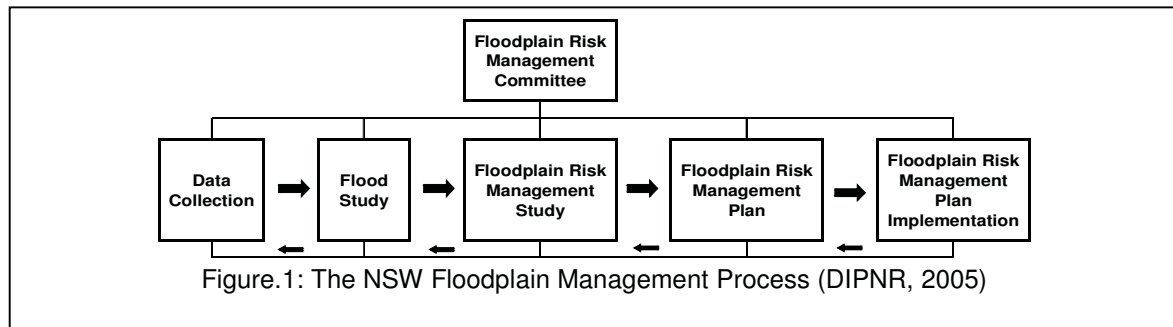 Floodplain Risk
Management
Committee
Data
Collection
Flood
Study
Floodplain Risk
Management
Study
Floodplain Risk
Management
Plan
Floodplain Risk
Management
Plan
Implementation
Figure.1: The NSW Floodplain Management Process (DIPNR, 2005)